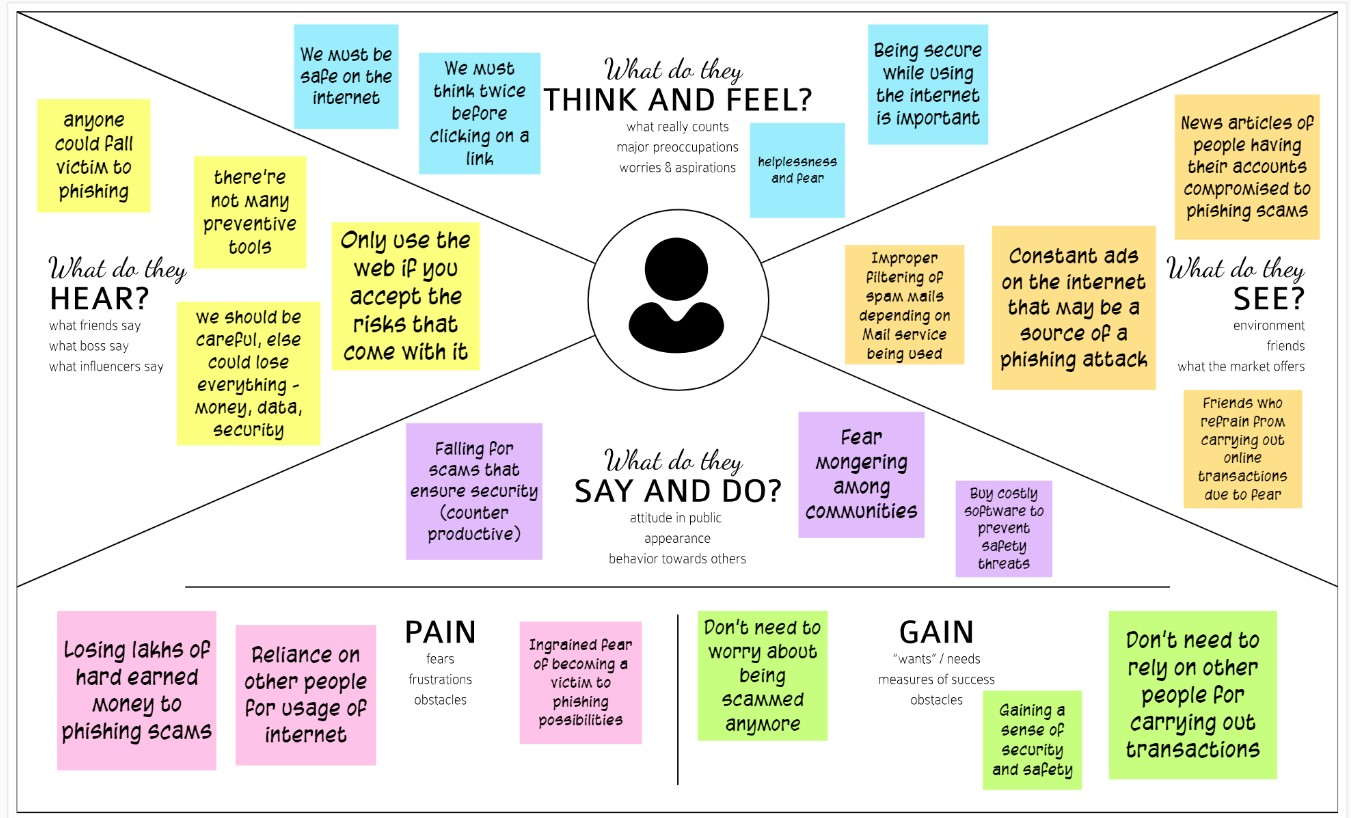 We must be
safe on the
internet
We must
think twice
before
clicking on a
link
What do they
THINK AND FEEL?
what really counts
major preoccupations
worries & aspirations
helplessness
and fear
Being secure
while using
the internet
is important
anyone
could fall
victim to
phishing
there're
not many
preventive
tools
Only use the
web if you
accept the
risks that
come with it
What do they
HEAR?
what friends say
what boss say
what influencers say
we should be
careful, else
could lose
everything -
money, data,
security
News articles of
people having
their accounts
compromised to
phishing scams
Improper
filtering of
spam mails
depending on
Mail service
being used
Constant ads
on the internet
that may be a
source of a
phishing attack
What do they
SEE?
environment
friends
what the market offers
Friends who
refrain from
carrying out
online
transactions
due to fear
Falling for
scams that
ensure security
(counter
productive)
What do they
SAY AND DO?
attitude in public
appearance
behavior towards others
Fear
mongering
among
communities
Buy costly
software to
prevent
safety
threats
Losing lakhs of
hard earned
money to
phishing scams
Reliance on
other people
for usage of
internet
PAIN
fears
frustrations
obstacles
Ingrained fear
of becoming a
victim to
phishing
possibilities
Don't need to
worry about
being
scammed
anymore
GAIN
"wants" / needs
measures of success
obstacles
Gaining a
sense of
security
and safety
Don't need to
rely on other
people for
carrying out
transactions